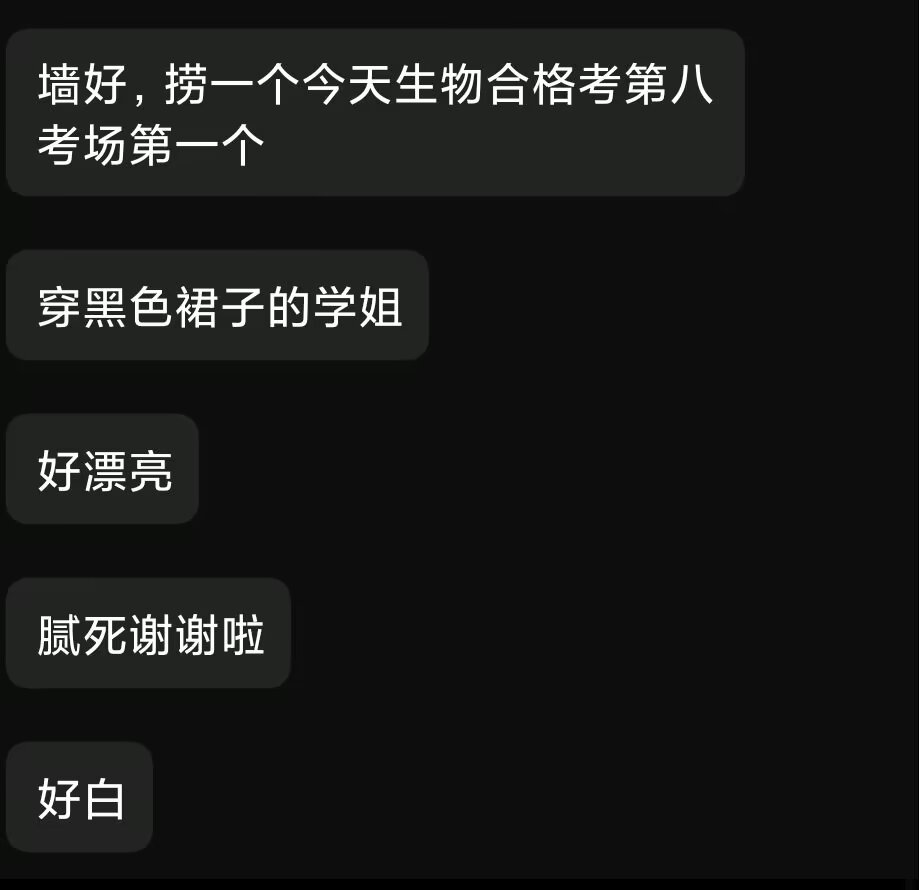 墙好，捞一个今天生物合格考第八
考场第一个
穿黑色裙子的学姐
好漂亮
腻死谢谢啦
好白